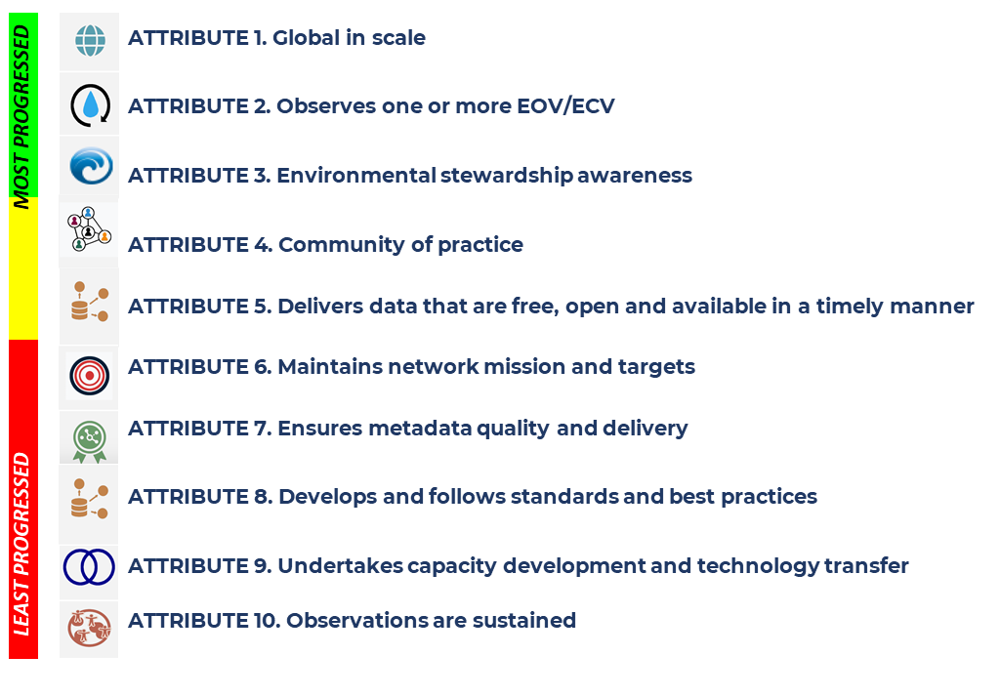 MOST PROGRESSED
LEAST PROGRESSED
ATTRIBUTE 1. Global in scale
ATTRIBUTE 2. Observes one or more EOV/ECV
ATTRIBUTE 3. Environmental stewardship awareness
ATTRIBUTE 4. Community of practice
ATTRIBUTE 5. Delivers data that are free, open and available in a timely manner
ATTRIBUTE 6. Maintains network mission and targets
ATTRIBUTE 7. Ensures metadata quality and delivery
ATTRIBUTE 8. Develops and follows standards and best practices
ATTRIBUTE 9. Undertakes capacity development and technology transfer
ATTRIBUTE 10. Observations are sustained